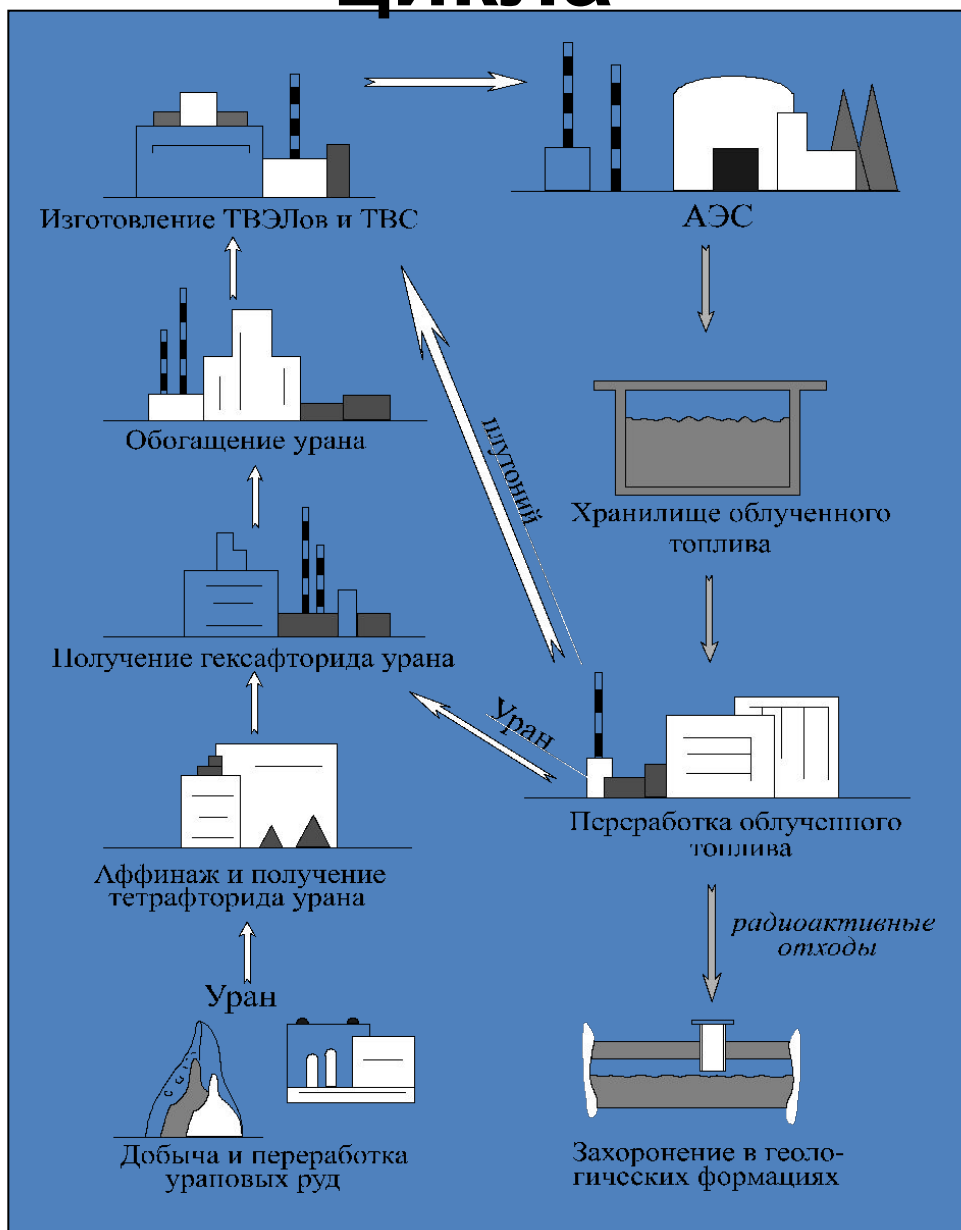 цикла
Изготовление ТВЭЛов и ТВС
АЭС
Обогащение урана
плутоний
Хранилище облученного
топлива
Получение гексафторида урана
Уран
Переработка облученного
топлива
Аффинаж и получение
тетрафторида урана
радиоактивные
отходы
Уран
Добыча и переработка
урановых руд
Захоронение в геоло-
гических формациях